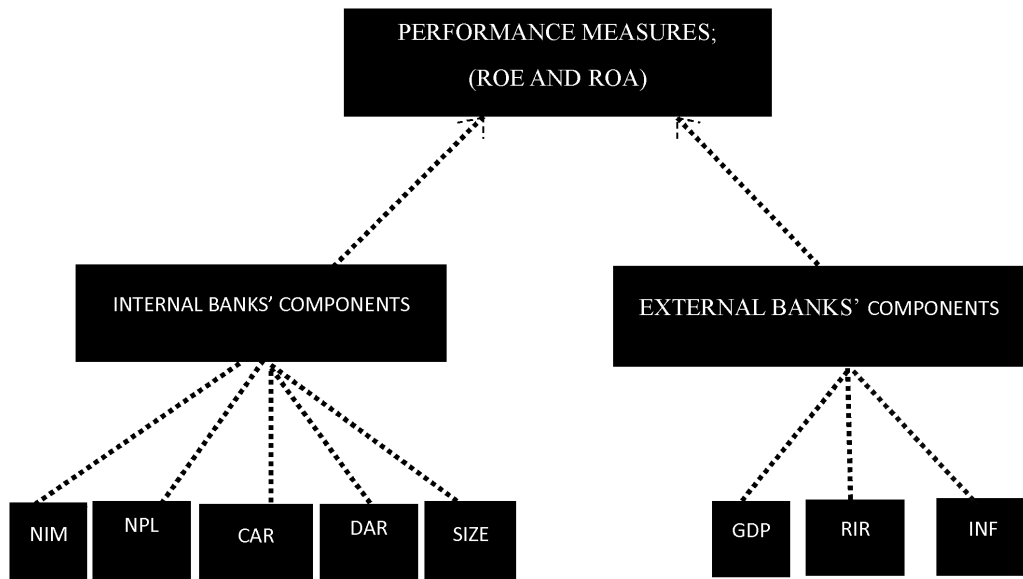 PERFORMANCE MEASURES;
(ROE AND ROA)
INTERNAL BANKS’ COMPONENTS
EXTERNAL BANKS’ COMPONENTS
NIM
NPL
CAR
DAR
SIZE
GDP
RIR
INF